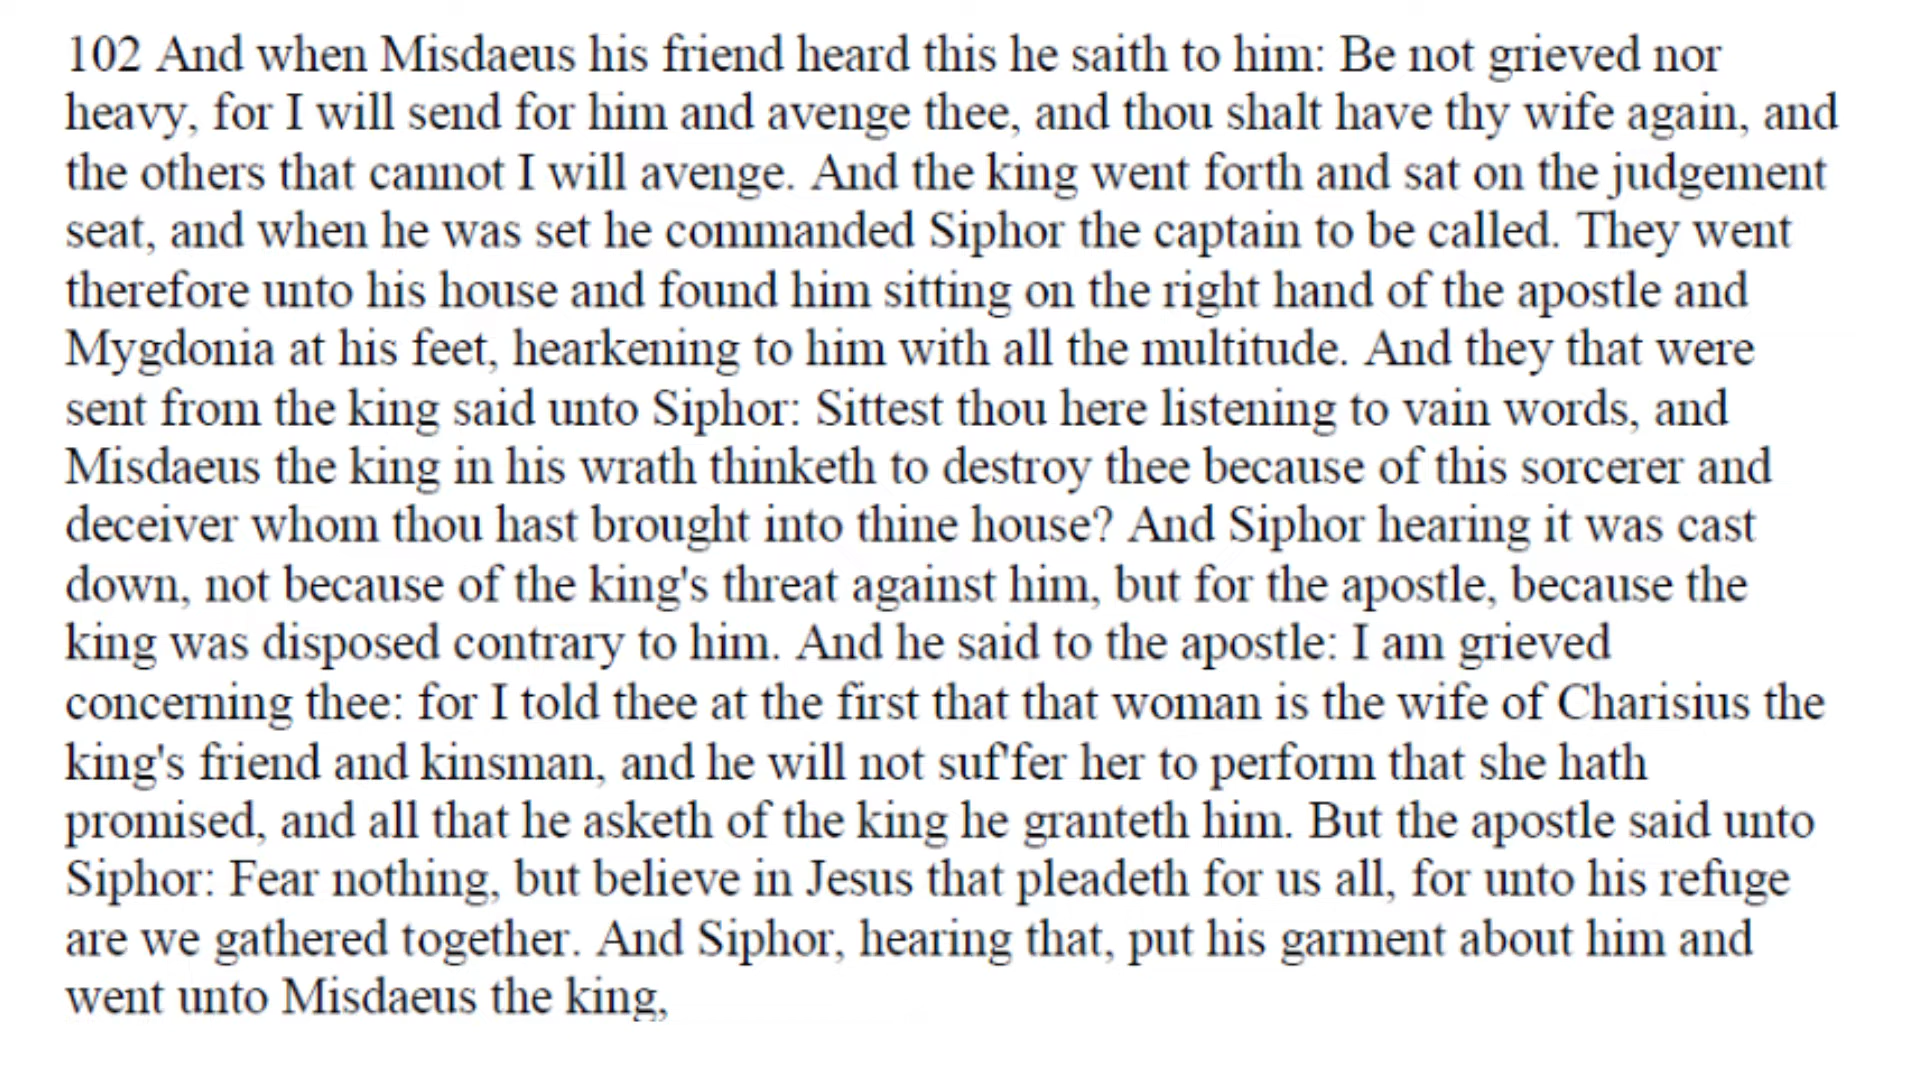 102 And when Misdaeus his friend heard this he saith to him: Be not grieved nor
heavy, for I will send for him and avenge thee, and thou shalt have thy wife again, and
the others that cannot I will avenge. And the king went forth and sat on the judgement
seat, and when he was set he commanded Siphor the captain to be called. They went
therefore unto his house and found him sitting on the right hand of the apostle and
Mygdonia at his feet, hearkening to him with all the multitude. And they that were
sent from the king said unto Siphor: Sittest thou here listening to vain words, and
Misdaeus the king in his wrath thinketh to destroy thee because of this sorcerer and
deceiver whom thou hast brought into thine house? And Siphor hearing it was cast
down, not because of the king's threat against him, but for the apostle, because the
king was disposed contrary to him. And he said to the apostle: I am grieved
concerning thee: for I told thee at the first that that woman is the wife of Charisius the
king's friend and kinsman, and he will not suf'fer her to perform that she hath
promised, and all that he asketh of the king he granteth him. But the apostle said unto
Siphor: Fear nothing, but believe in Jesus that pleadeth for us all, for unto his refuge
are we gathered together. And Siphor, hearing that, put his garment about him and
went unto Misdaeus the king,